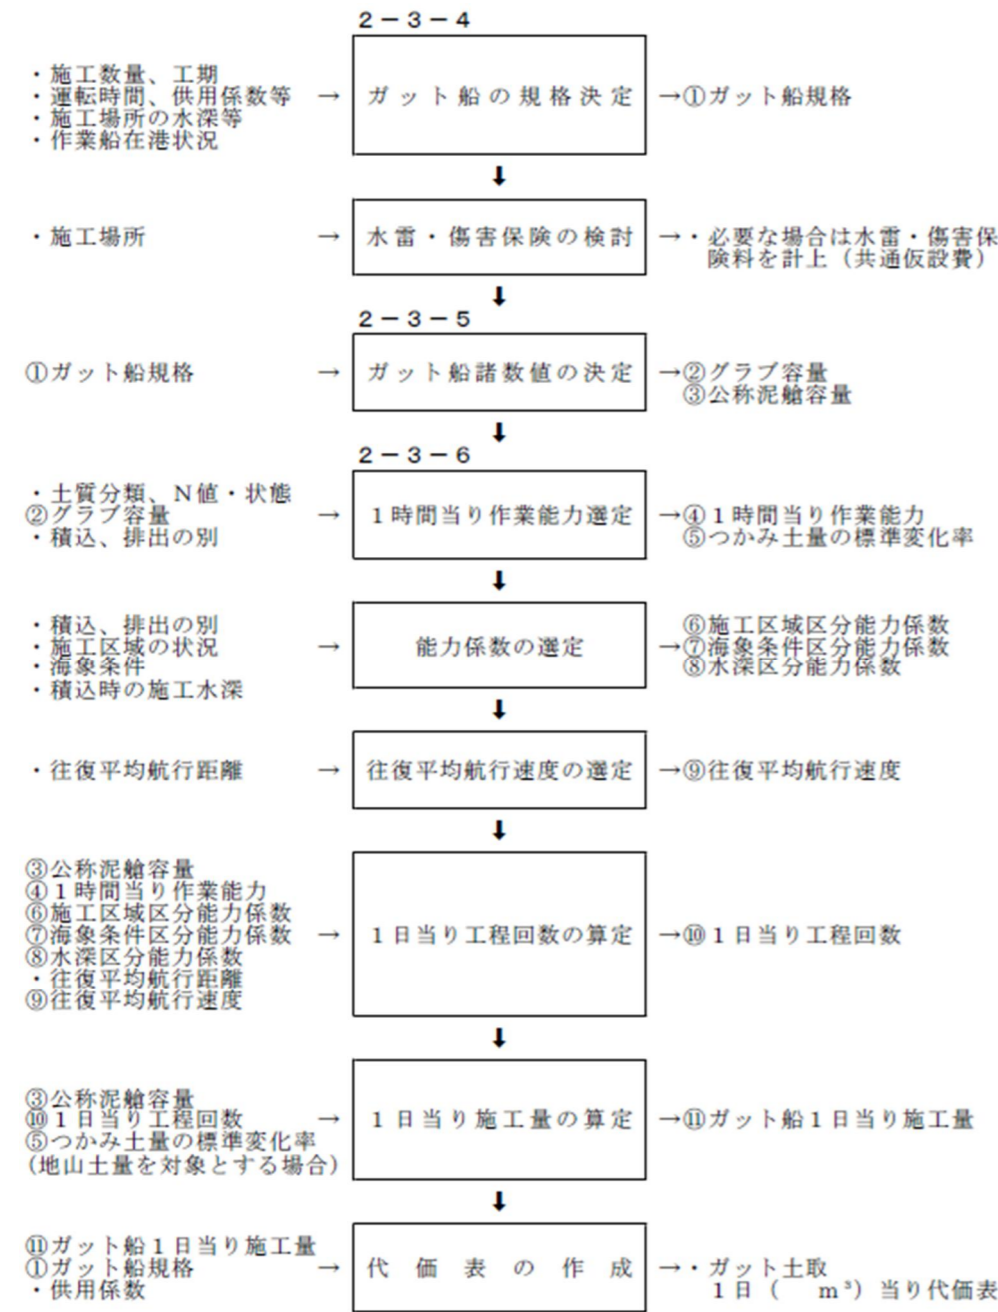 2－3－4
・施工数量、工期
・運転時間、供用係数等
・施工場所の水深等
・作業船在港状況
→
ガット船の規格決定
→①ガット船規格
⬇
・施工場所
→
水雷・傷害保険の検討
→・必要な場合は水雷・傷害保
険料を計上（共通仮設費）
⬇
2－3－5
①ガット船規格
→
ガット船諸数値の決定
→②グラブ容量
③公称泥艙容量
⬇
2－3－6
・土質分類、N値・状態
②グラブ容量
・積込、排出の別
→
1時間当り作業能力選定
→④1時間当り作業能力
⑤つかみ土量の標準変化率
⬇
・積込、排出の別
・施工区域の状況
・海象条件
・積込時の施工水深
→
能力係数の選定
⑥施工区域区分能力係数
→⑦海象条件区分能力係数
⑧水深区分能力係数
⬇
・往復平均航行距離
→
往復平均航行速度の選定
→⑨往復平均航行速度
⬇
③公称泥艙容量
④1時間当り作業能力
⑥施工区域区分能力係数
⑦海象条件区分能力係数
⑧水深区分能力係数
・往復平均航行距離
⑨往復平均航行速度
→
1日当り工程回数の算定
→⑩1日当り工程回数
⬇
③公称泥艙容量
⑩1日当り工程回数
⑤つかみ土量の標準変化率
（地山土量を対象とする場合）
→
1日当り施工量の算定
→⑪ガット船1日当り施工量
⬇
⑪ガット船1日当り施工量
①ガット船規格
・供用係数
→
代価表の作成
→・ガット土取
1日（　　m³）当り代価表